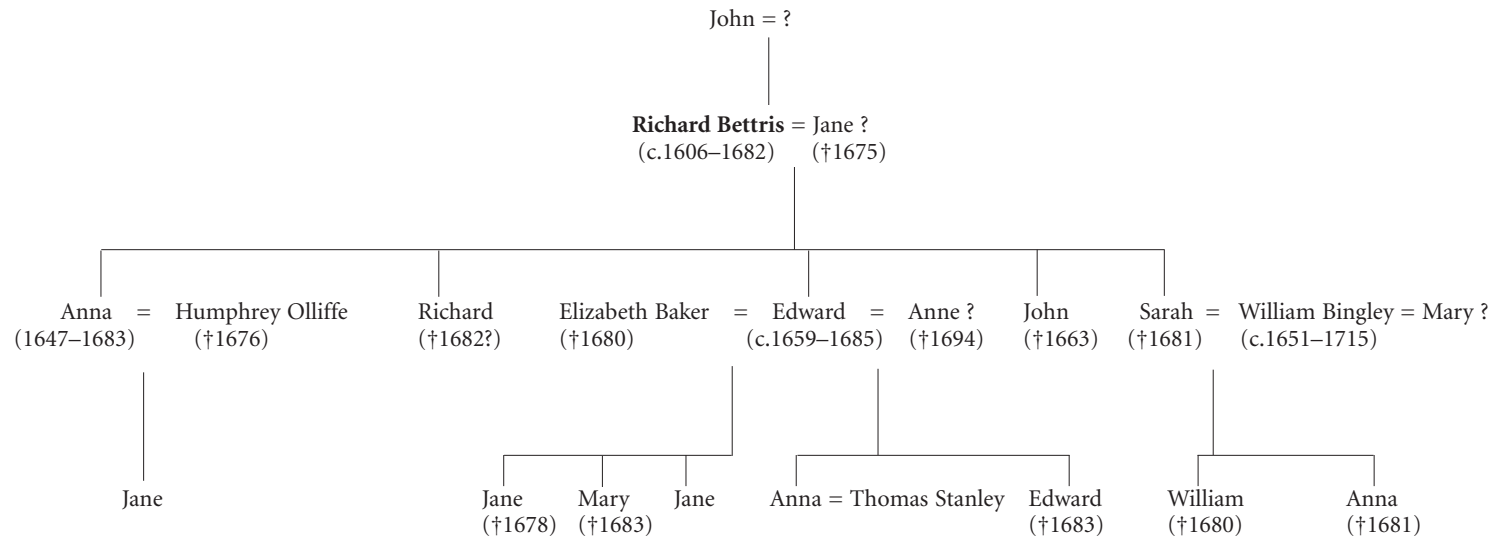 John = ?
Richard Bettris = Jane ?
(c.1606–1682) (†1675)
Anna = Humphrey Olliffe Richard Elizabeth Baker = Edward = Anne ? John Sarah = William Bingley = Mary ?
(1647–1683) (†1676) (†1682?) (†1680) (c.1659–1685) (†1694) (†1663) (†1681) (c.1651–1715)
Jane Jane Mary Jane Anna = Thomas Stanley Edward William Anna
(†1678) (†1683) (†1683) (†1680) (†1681)